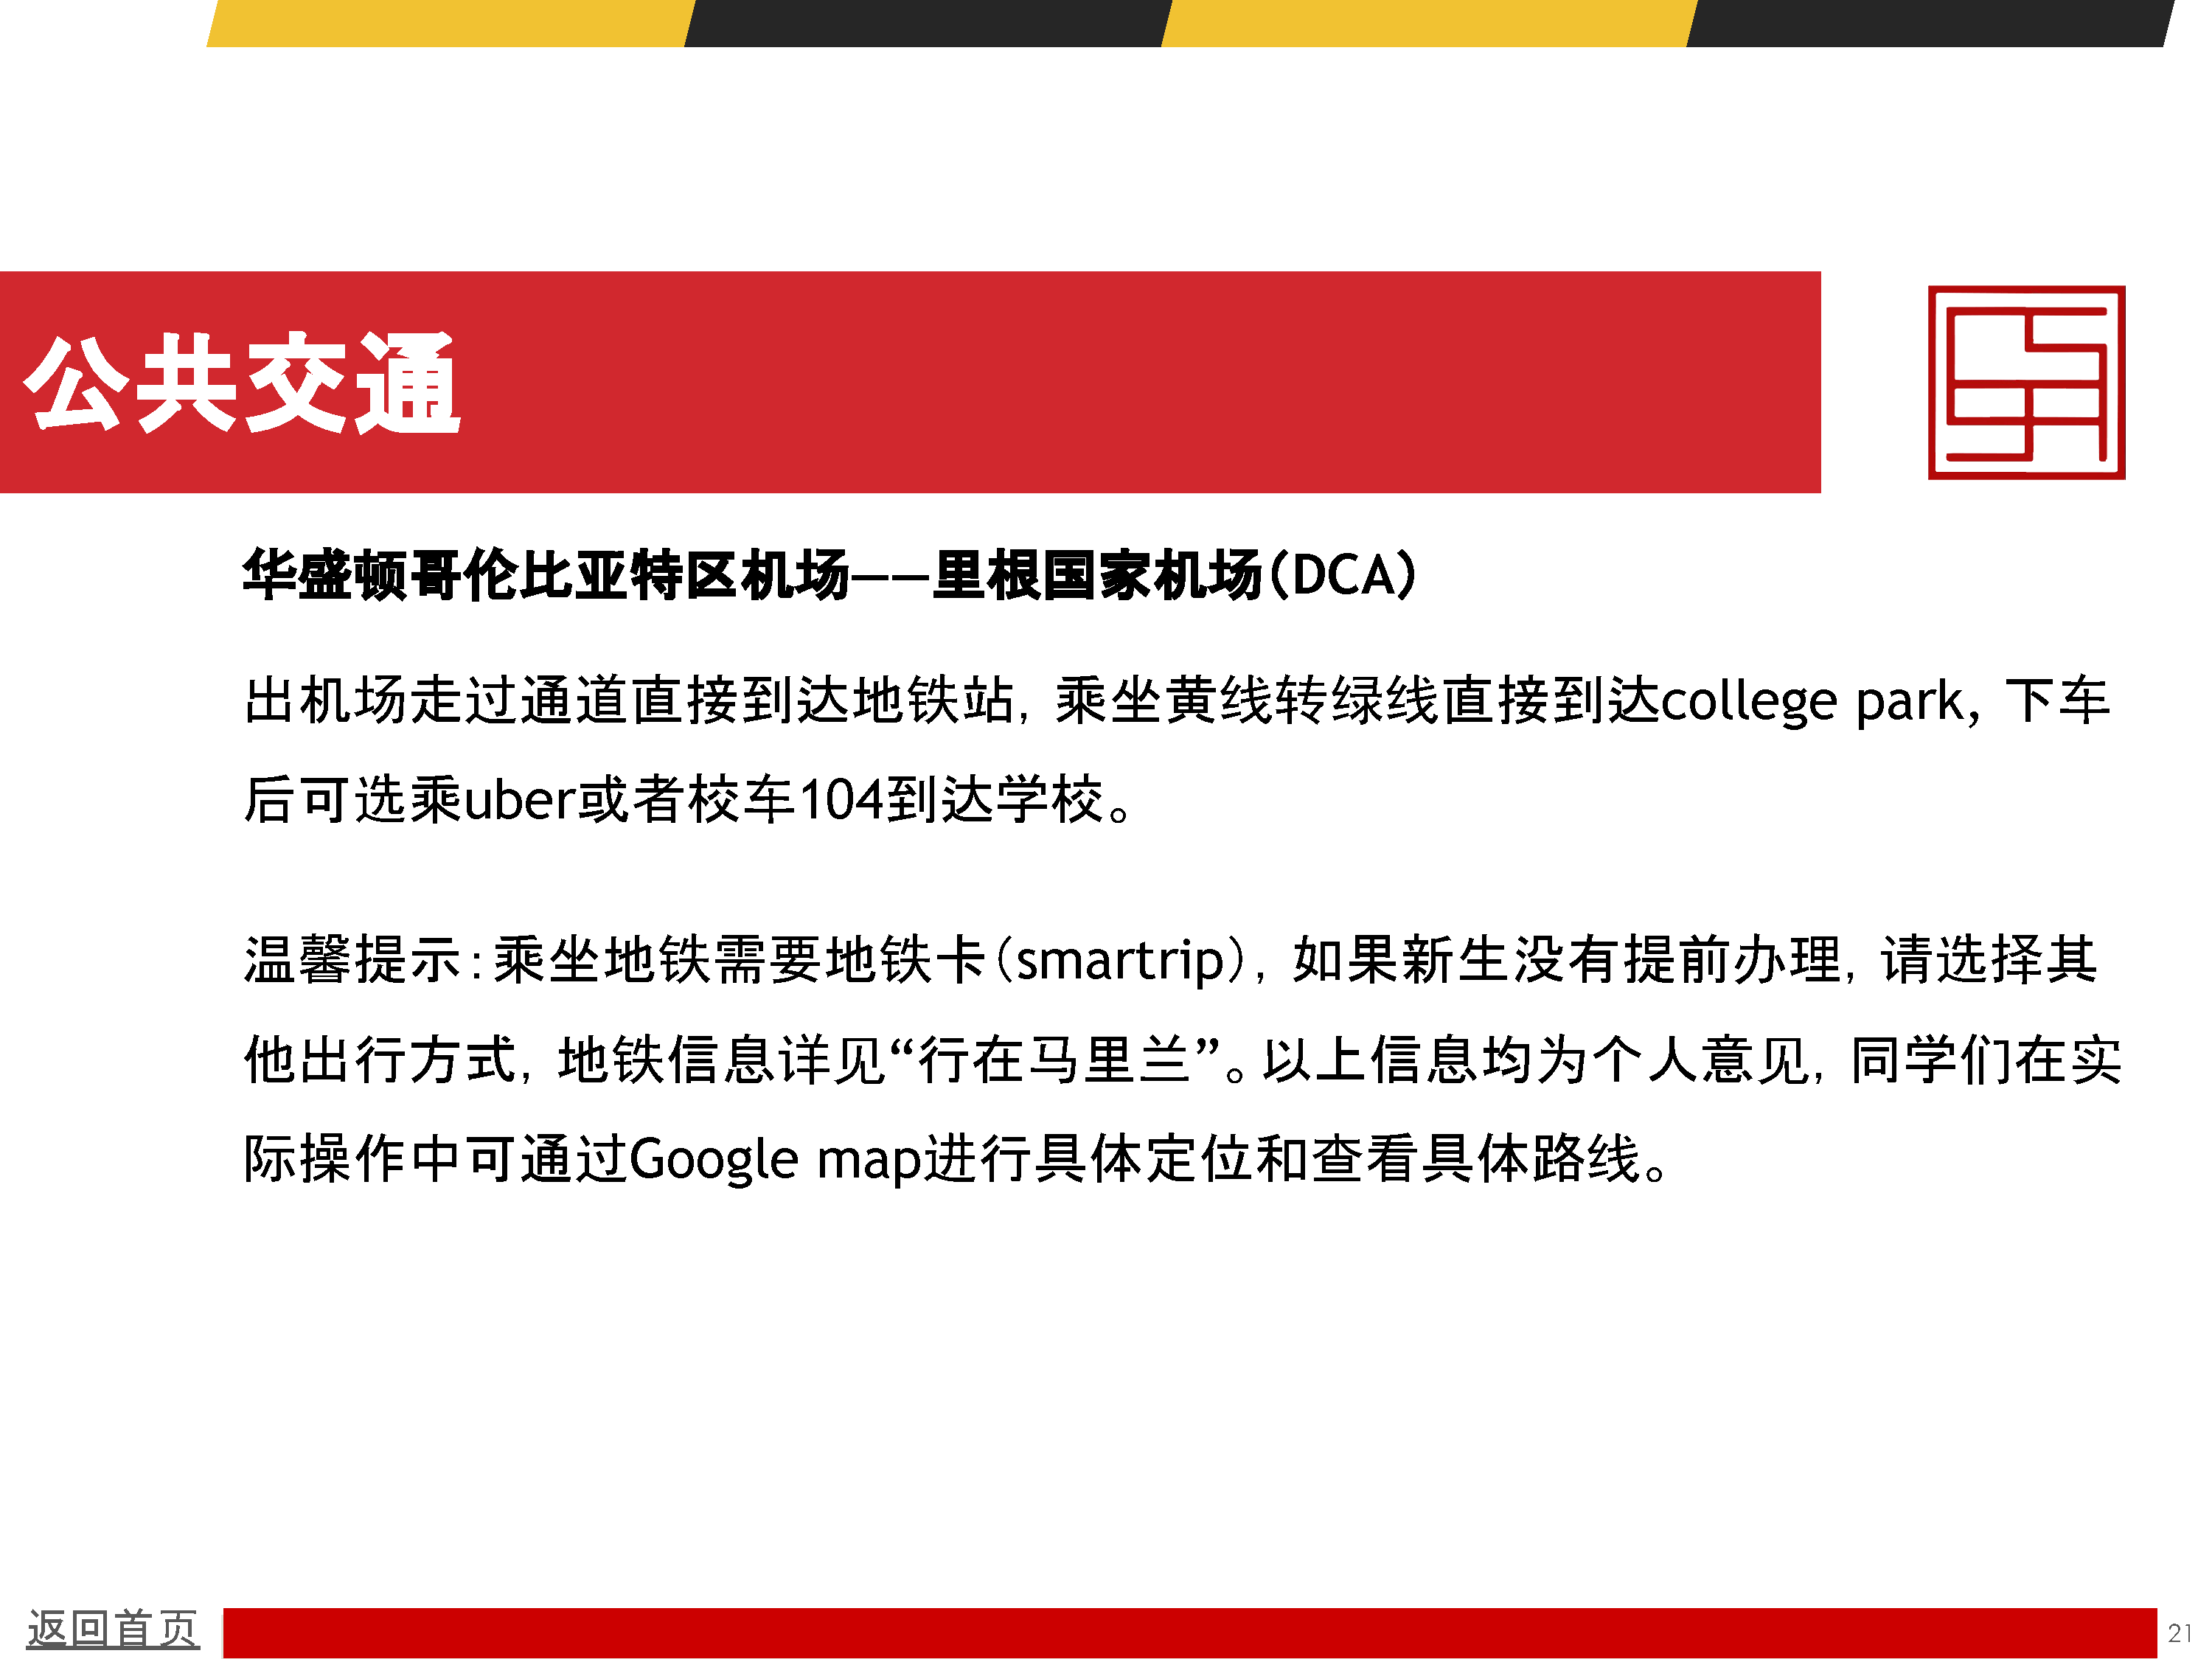 公共交通
华盛顿哥伦比亚特区机场——里根国家机场（DCA）
出机场走过通道直接到达地铁站，乘坐黄线转绿线直接到达college park，下车
后可选乘uber或者校车104到达学校。
温馨提示：乘坐地铁需要地铁卡（smartrip），如果新生没有提前办理，请选择其
他出行方式，地铁信息详见“行在马里兰”。以上信息均为个人意见，同学们在实
际操作中可通过Google map进行具体定位和查看具体路线。
返回首页
21